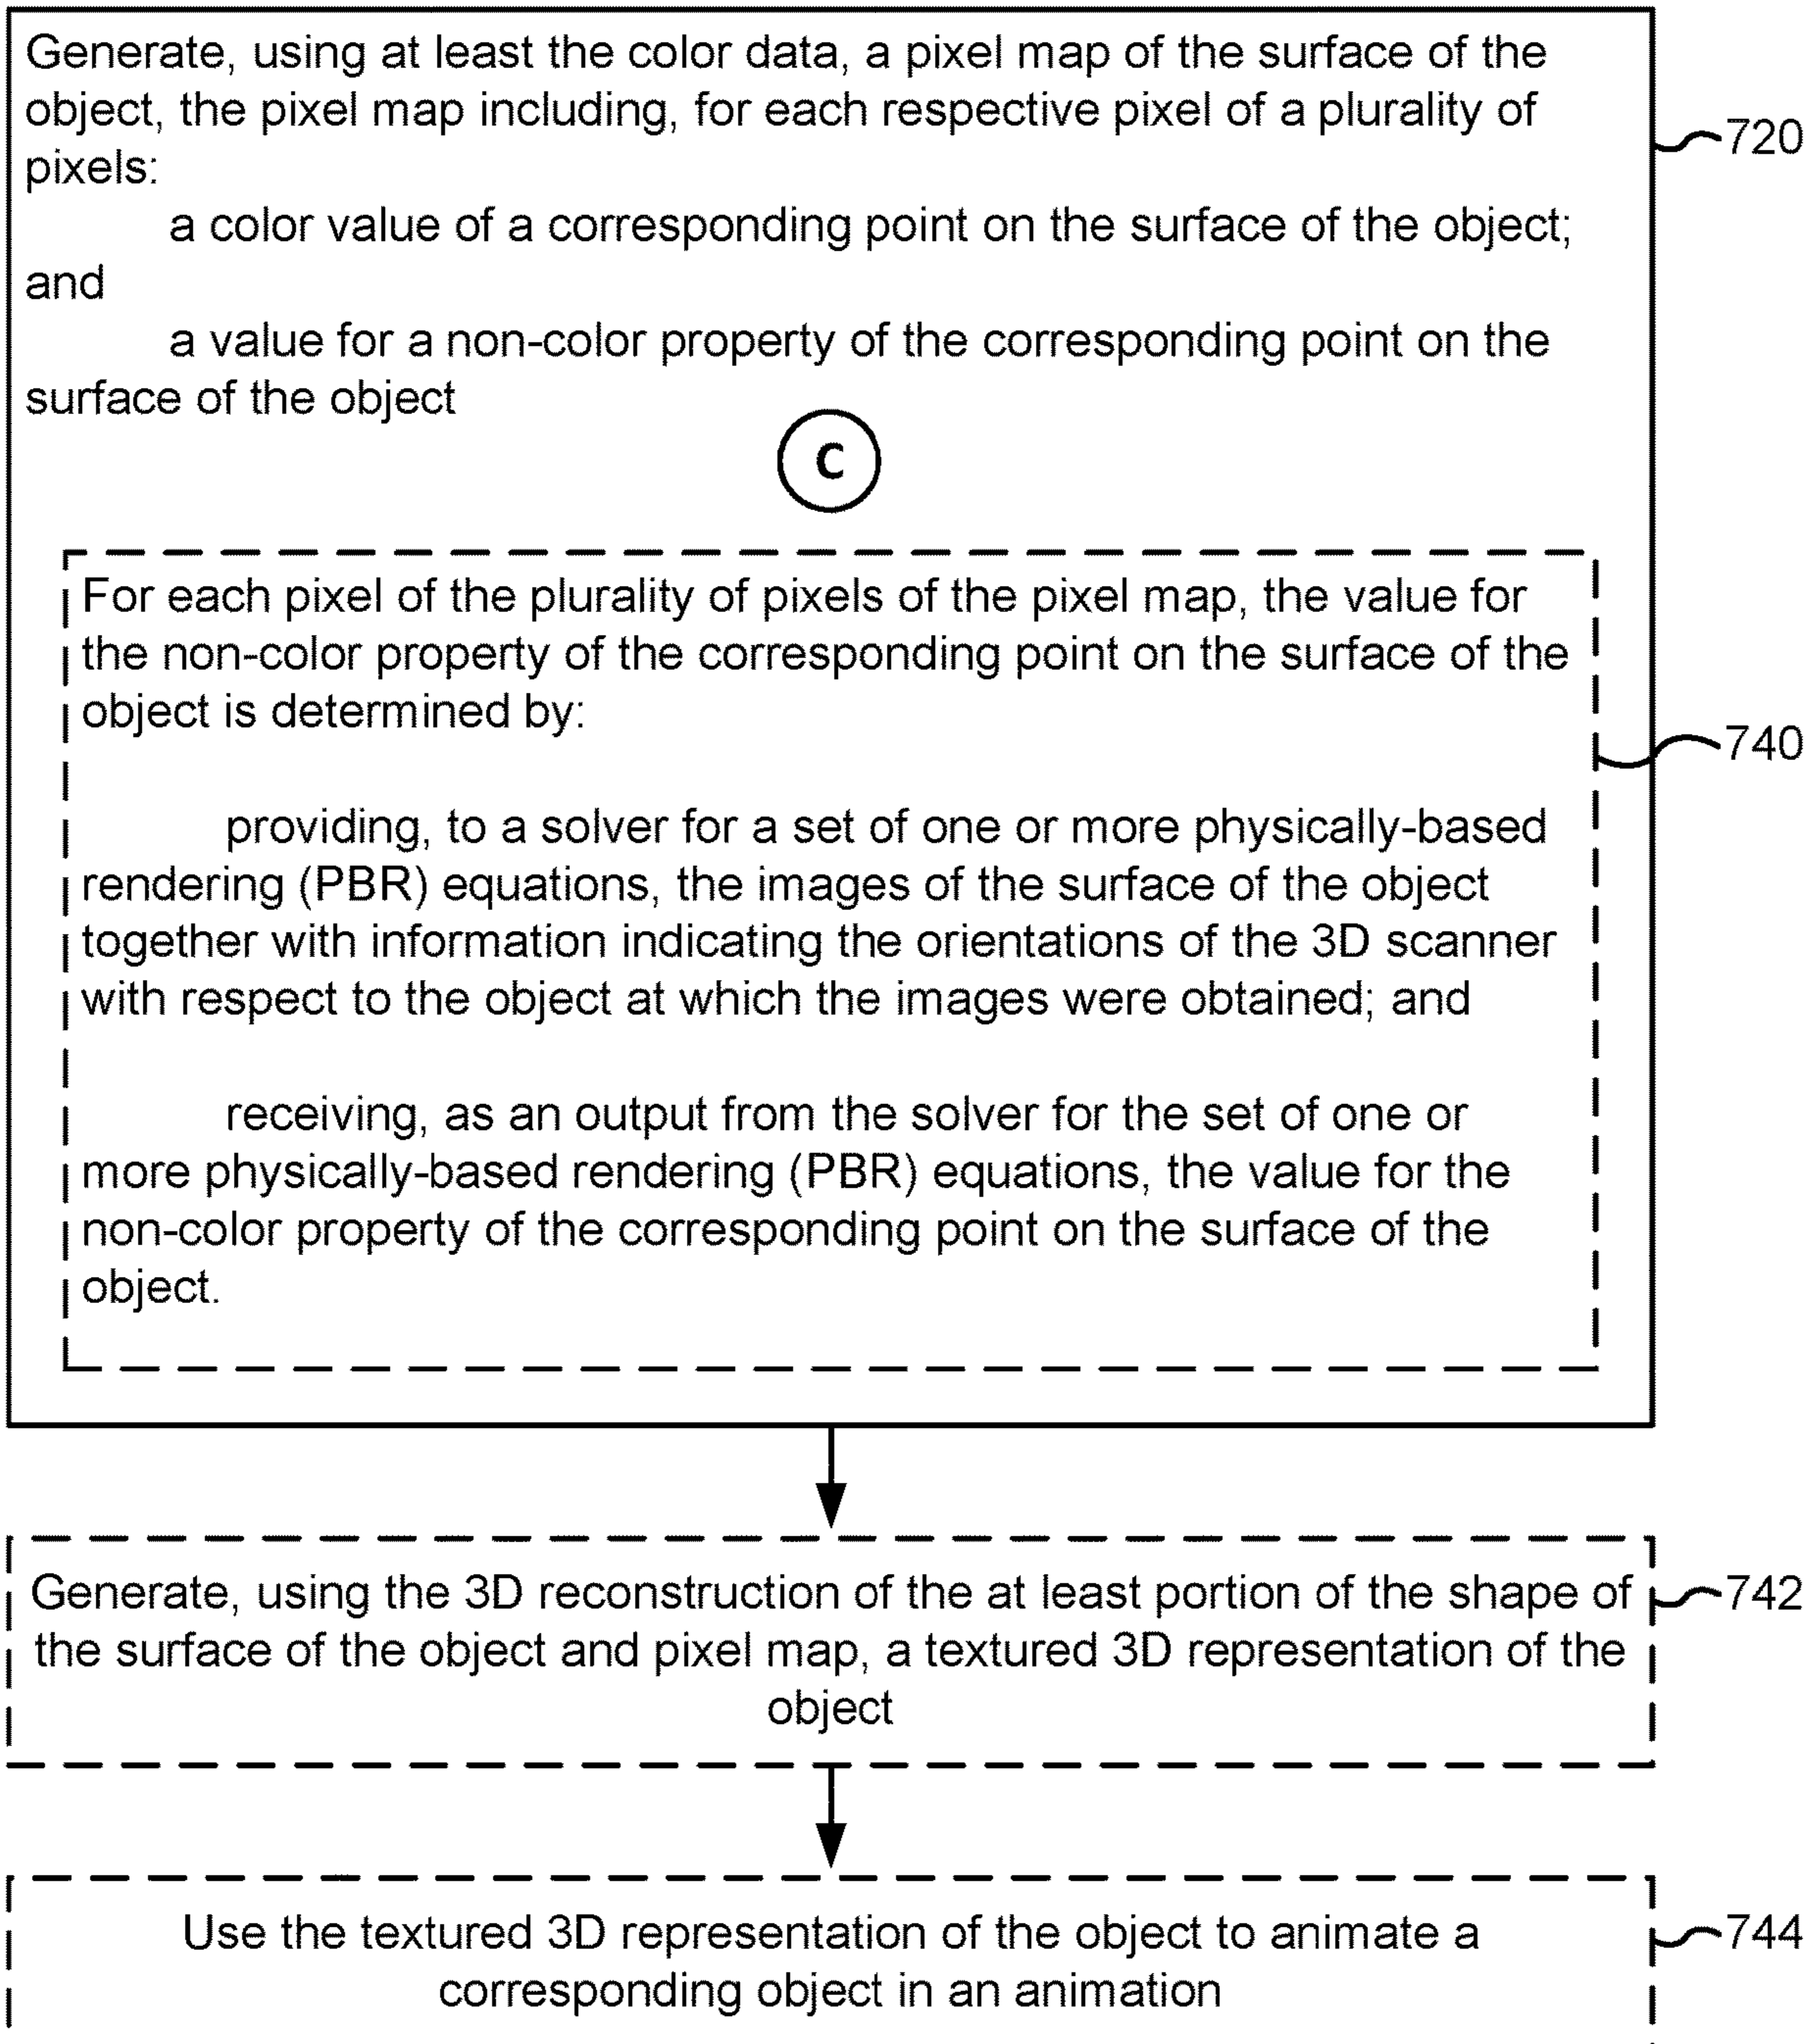 Generate, using at least the color data, a pixel map of the surface of the
object, the pixel map including, for each respective pixel of a plurality of
pixels:
a color value of a corresponding point on the surface of the object;
and
a value for a non-color property of the corresponding point on the
surface of the object
720
C
For each pixel of the plurality of pixels of the pixel map, the value for
the non-color property of the corresponding point on the surface of the
object is determined by:
740
providing, to a solver for a set of one or more physically-based
rendering (PBR) equations, the images of the surface of the object
together with information indicating the orientations of the 3D scanner
with respect to the object at which the images were obtained; and
receiving, as an output from the solver for the set of one or
more physically-based rendering (PBR) equations, the value for the
non-color property of the corresponding point on the surface of the
object.
Generate, using the 3D reconstruction of the at least portion of the shape of
the surface of the object and pixel map, a textured 3D representation of the
object
742
Use the textured 3D representation of the object to animate a
corresponding object in an animation
744